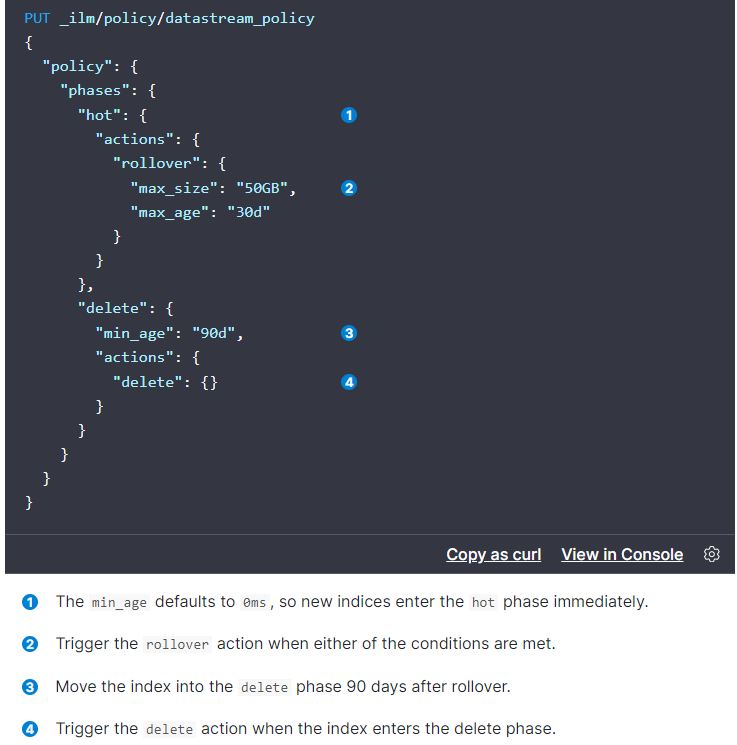 PUT _ilm/policy/datastream_policy
{
  "policy": {
    "phases": {
      "hot": { 1
        "actions": {
          "rollover": {
            "max_size": "50GB", 2
            "max_age": "30d"
          }
        }
      },
      "delete": {
        "min_age": "90d", 3
        "actions": {
          "delete": {} 4
        }
      }
    }
  }
}
Copy as curl View in Console
1 The min_age defaults to 0ms, so new indices enter the hot phase immediately.
2 Trigger the rollover action when either of the conditions are met.
3 Move the index into the delete phase 90 days after rollover.
4 Trigger the delete action when the index enters the delete phase.